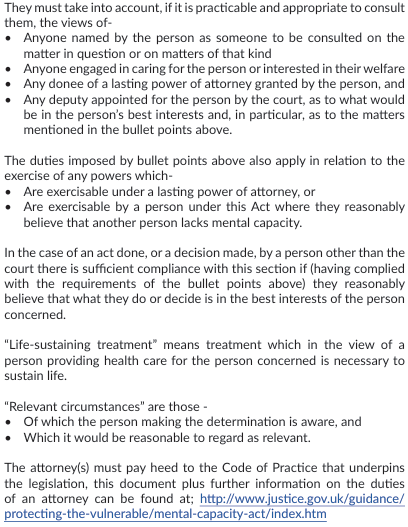 They must take into account, if it is practicable and appropriate to consult
them, the views of-
• Anyone named by the person as someone to be consulted on the
matter in question or on matters of that kind
• Anyone engaged in caring for the person or interested in their welfare
• Any donee of a lasting power of attorney granted by the person, and
• Any deputy appointed for the person by the court, as to what would
be in the person's best interests and, in particular, as to the matters
mentioned in the bullet points above.
The duties imposed by bullet points above also apply in relation to the
exercise of any powers which-
• Are exercisable under a lasting power of attorney, or
• Are exercisable by a person under this Act where they reasonably
believe that another person lacks mental capacity.
In the case of an act done, or a decision made, by a person other than the
court there is sufficient compliance with this section if (having complied
with the requirements of the bullet points above) they reasonably
believe that what they do or decide is in the best interests of the person
concerned.
“Life-sustaining treatment” means treatment which in the view of a
person providing health care for the person concerned is necessary to
sustain life.
“Relevant circumstances” are those -
• Of which the person making the determination is aware, and
• Which it would be reasonable to regard as relevant.
The attorney(s) must pay heed to the Code of Practice that underpins
the legislation, this document plus further information on the duties
of an attorney can be found at; http://www.justice.gov.uk/guidance/
protecting-the-vulnerable/mental-capacity-act/index.htm